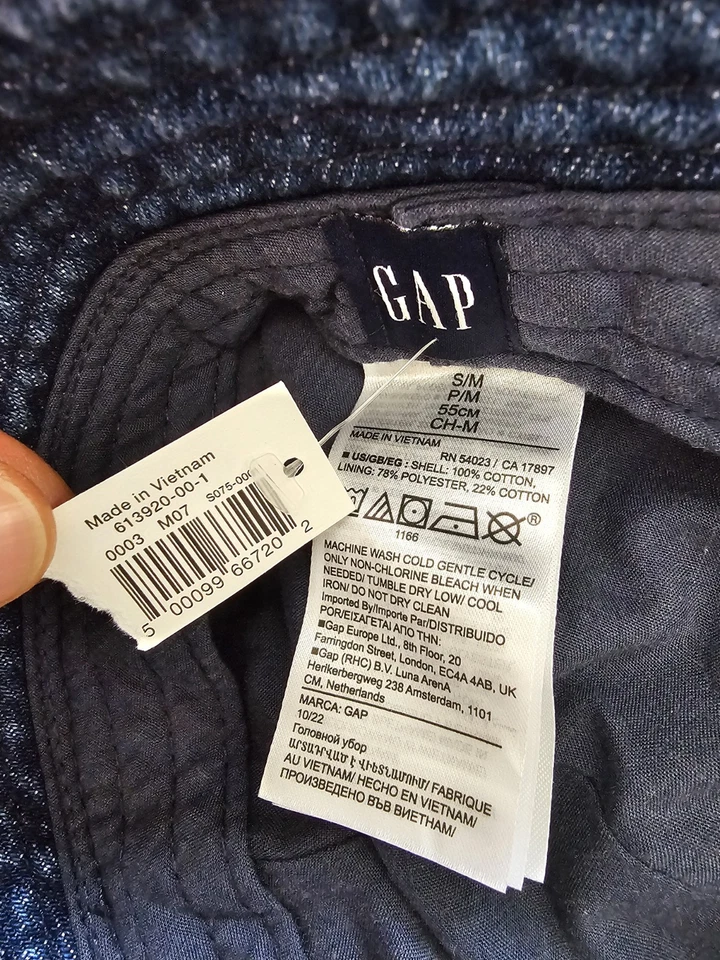 GAP
S/M
P/M
55см
CH-M
MADE IN VIETNAM
RN 54023 / CA 17897
■ US/GB/EG : SHELL: 100% COTTON,
LINING: 78% POLYESTER, 22% COTTON
®
1166
MACHINE WASH COLD GENTLE CYCLE/
ONLY NON-CHLORINE BLEACH WHEN
NEEDED/ TUMBLE DRY LOW/ COOL
IRON/ DO NOT DRY CLEAN
Imported By/Importe Par/DISTRIBUIDO
POR/ΕΙΣΑΓΕΤΑΙ ΑΠΟ ΤΗΝ:
■Gap Europe Ltd., 8th Floor, 20
Farringdon Street, London, EC4A 4AB, UK
■Gap (RHC) B.V. Luna ArenA
Herikerbergweg 238 Amsterdam, 1101
CM, Netherlands
MARCA: GAP
10/22
Головной убор
ԱՐՏԱԴՐՎԱԾ Է ՎԻԵՏՆԱՄՈՒՄ/ FABRIQUE
AU VIETNAM/ HECHO EN VIETNAM/
ПРОИЗВЕДЕНО ВЪВ ВИЕТНАМ/
Made in Vietnam
613920-00-1
0003 M07
5 00099 66720 2